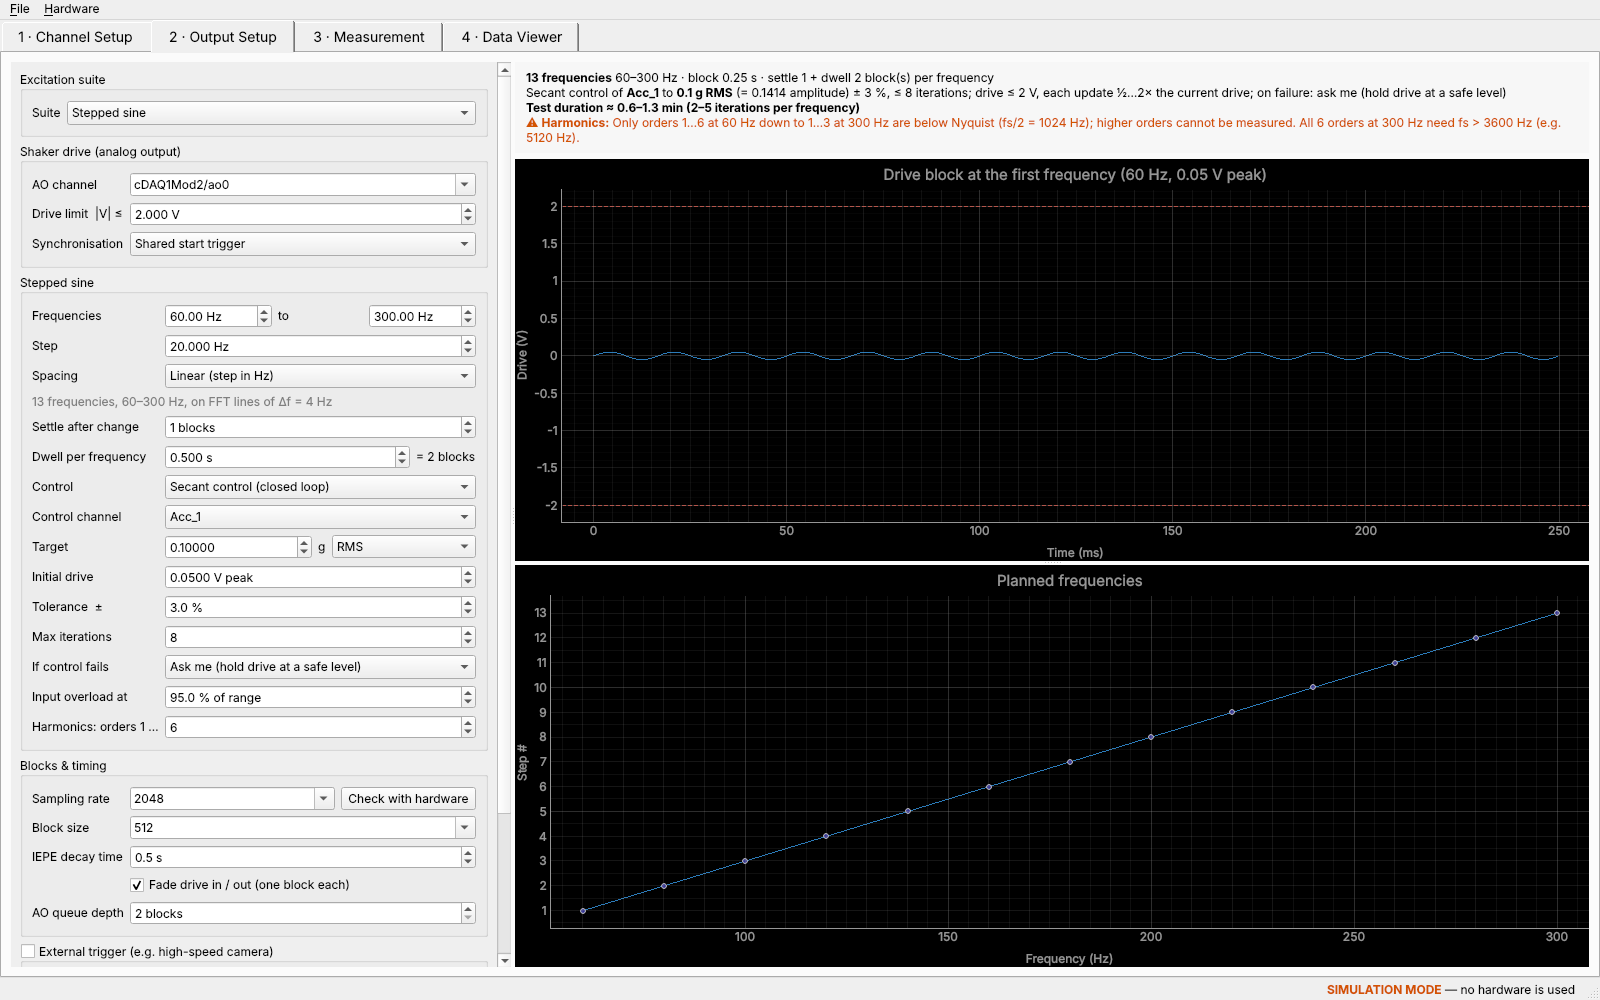 File Hardware
1 · Channel Setup 2 · Output Setup 3 · Measurement 4 · Data Viewer
Excitation suite
Suite Stepped sine
Shaker drive (analog output)
AO channel cDAQ1Mod2/ao0
Drive limit |V| ≤ 2.000 V
Synchronisation Shared start trigger
Stepped sine
Frequencies 60.00 Hz to 300.00 Hz
Step 20.000 Hz
Spacing Linear (step in Hz)
13 frequencies, 60–300 Hz, on FFT lines of Δf = 4 Hz
Settle after change 1 blocks
Dwell per frequency 0.500 s = 2 blocks
Control Secant control (closed loop)
Control channel Acc_1
Target 0.10000 g RMS
Initial drive 0.0500 V peak
Tolerance ± 3.0 %
Max iterations 8
If control fails Ask me (hold drive at a safe level)
Input overload at 95.0 % of range
Harmonics: orders 1 ... 6
Blocks & timing
Sampling rate 2048 Check with hardware
Block size 512
IEPE decay time 0.5 s
Fade drive in / out (one block each)
AO queue depth 2 blocks
External trigger (e.g. high-speed camera)
13 frequencies 60–300 Hz · block 0.25 s · settle 1 + dwell 2 block(s) per frequency
Secant control of Acc_1 to 0.1 g RMS (= 0.1414 amplitude) ± 3 %, ≤ 8 iterations; drive ≤ 2 V, each update ½...2× the current drive; on failure: ask me (hold drive at a safe level)
Test duration ≈ 0.6–1.3 min (2–5 iterations per frequency)
⚠ Harmonics: Only orders 1...6 at 60 Hz down to 1...3 at 300 Hz are below Nyquist (fs/2 = 1024 Hz); higher orders cannot be measured. All 6 orders at 300 Hz need fs > 3600 Hz (e.g.
5120 Hz).
Drive block at the first frequency (60 Hz, 0.05 V peak)
Drive (V)
2
1.5
1
0.5
0
-0.5
-1
-1.5
-2
0 50 100 150 200 250
Time (ms)
Planned frequencies
Step #
13
12
11
10
9
8
7
6
5
4
3
2
1
100 150 200 250 300
Frequency (Hz)
SIMULATION MODE — no hardware is used